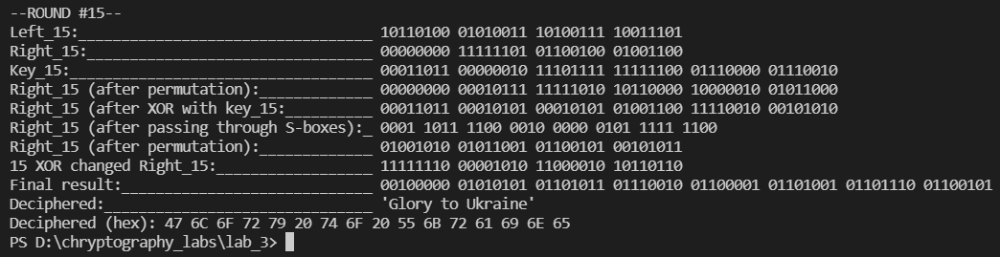 --ROUND #15--
Left_15:__________________________________ 10110100 01010011 10100111 10011101
Right_15:_________________________________ 00000000 11111101 01100100 01001100
Key_15:___________________________________ 00011011 00000010 11101111 11111100 01110000 01110010
Right_15 (after permutation):_____________ 00000000 00010111 11111010 10110000 10000010 01011000
Right_15 (after XOR with key_15:__________ 00011011 00010101 00010101 01001100 11110010 00101010
Right_15 (after passing through S-boxes):_ 0001 1011 1100 0010 0000 0101 1111 1100
Right_15 (after permutation):_____________ 01001010 01011001 01100101 00101011
15 XOR changed Right_15:__________________ 11111110 00001010 11000010 10110110
Final result:_____________________________ 00100000 01010101 01101011 01110010 01100001 01101001 01101110 01100101
Deciphered:_______________________________ 'Glory to Ukraine'
Deciphered (hex): 47 6C 6F 72 79 20 74 6F 20 55 6B 72 61 69 6E 65
PS D:\chryptography_labs\lab_3>